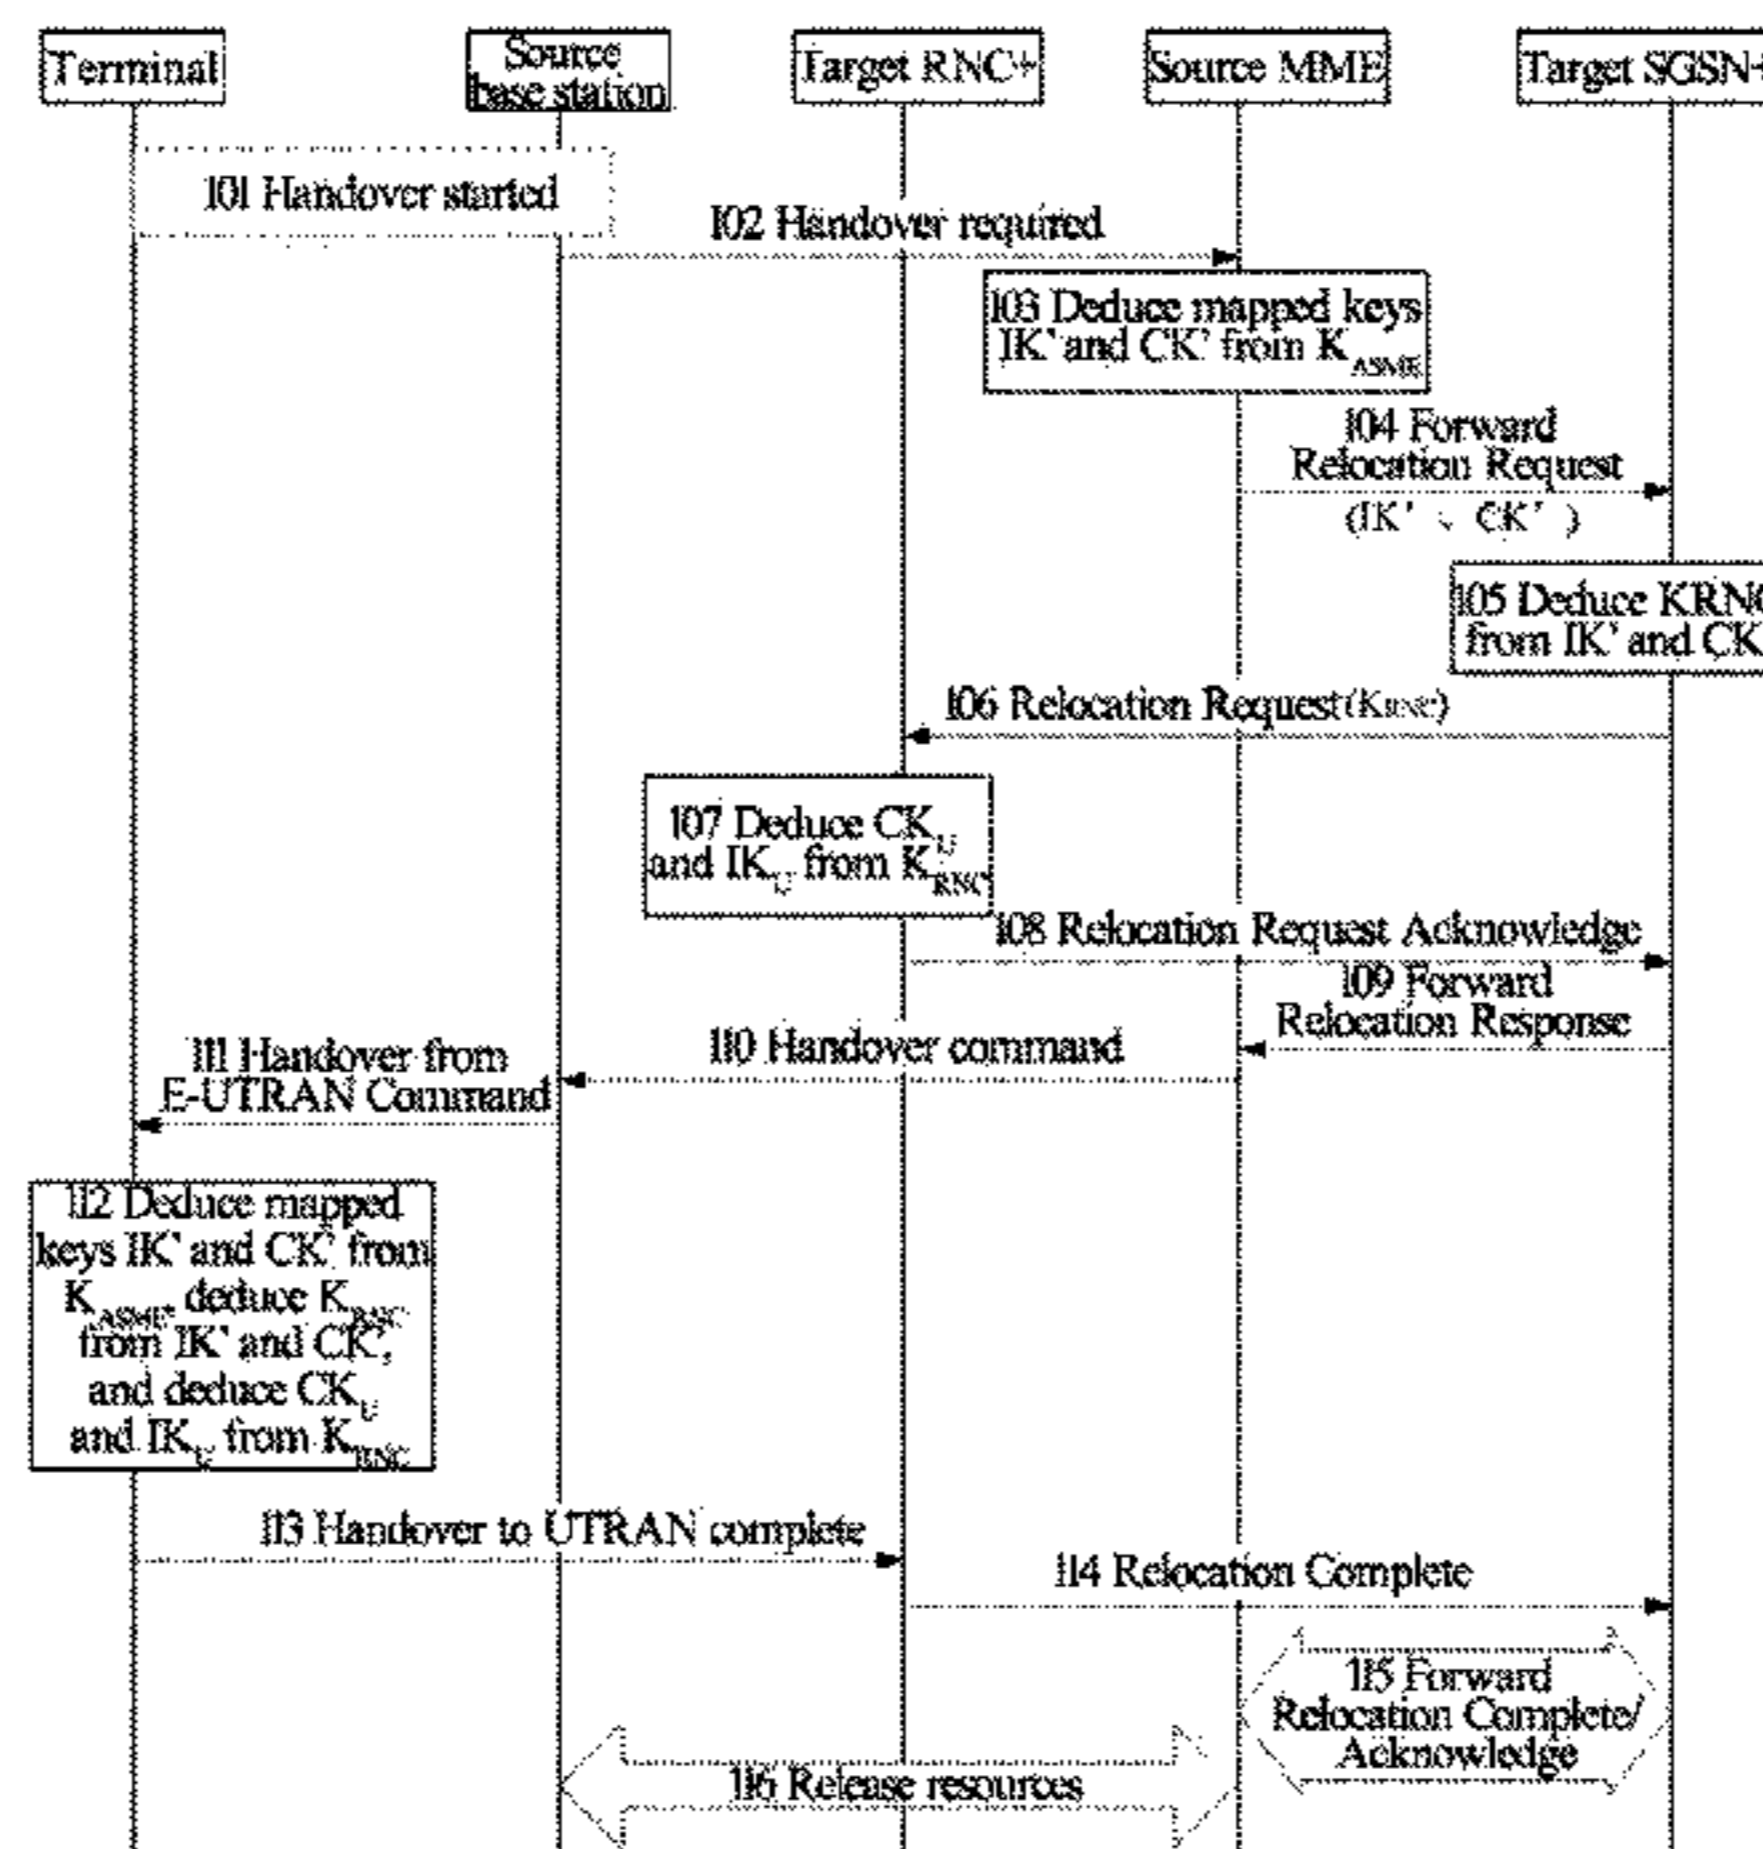 Terminal
Source
base station
Target RNC+
Source MME
Target SGSN+
101 Handover started
102 Handover required
103 Deduce mapped keys
IK' and CK' from K_ASME
104 Forward
Relocation Request
(IK' 、 CK' )
105 Deduce KRNC
from IK' and CK
106 Relocation Request(KRNC)
107 Deduce CK_U
and IK_U from K_RNC
108 Relocation Request Acknowledge
109 Forward
Relocation Response
110 Handover command
111 Handover from
E-UTRAN Command
112 Deduce mapped
keys IK' and CK' from
K_ASME, deduce K_RNC
from IK' and CK',
and deduce CK_U
and IK_U from K_RNC
113 Handover to UTRAN complete
114 Relocation Complete
115 Forward
Relocation Complete/
Acknowledge
116 Release resources